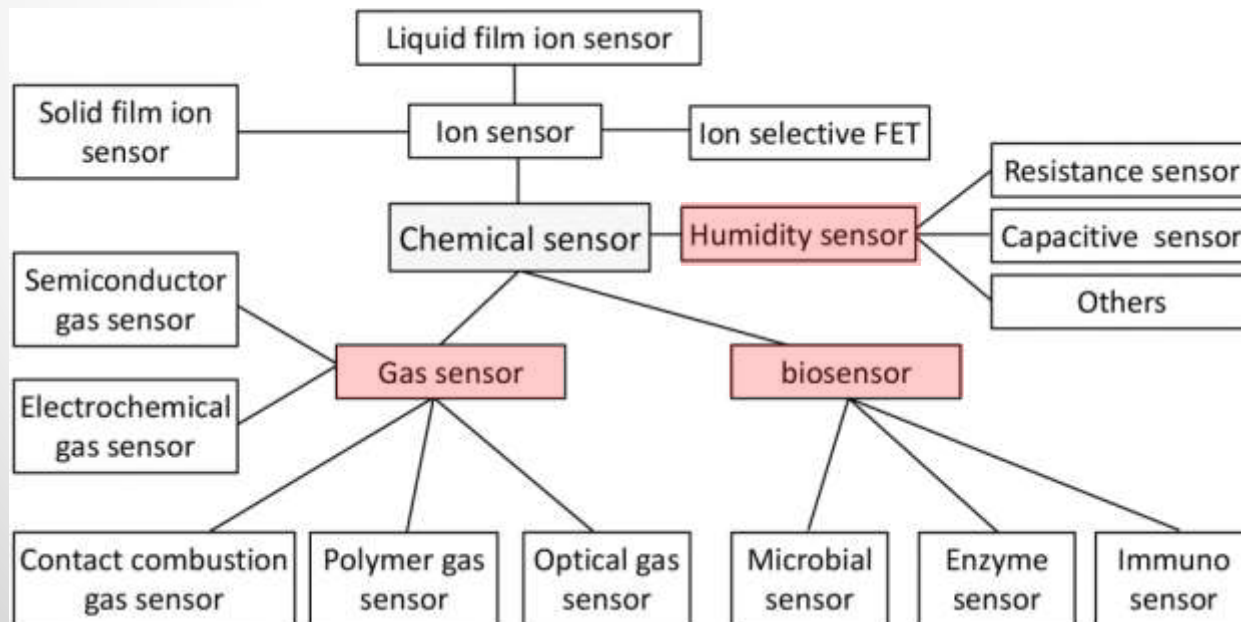 Liquid film ion sensor
Solid film ion
sensor
Ion sensor
Ion selective FET
Resistance sensor
Chemical sensor
Humidity sensor
Capacitive sensor
Others
Semiconductor
gas sensor
Gas sensor
biosensor
Electrochemical
gas sensor
Contact combustion
gas sensor
Polymer gas
sensor
Optical gas
sensor
Microbial
sensor
Enzyme
sensor
Immuno
sensor